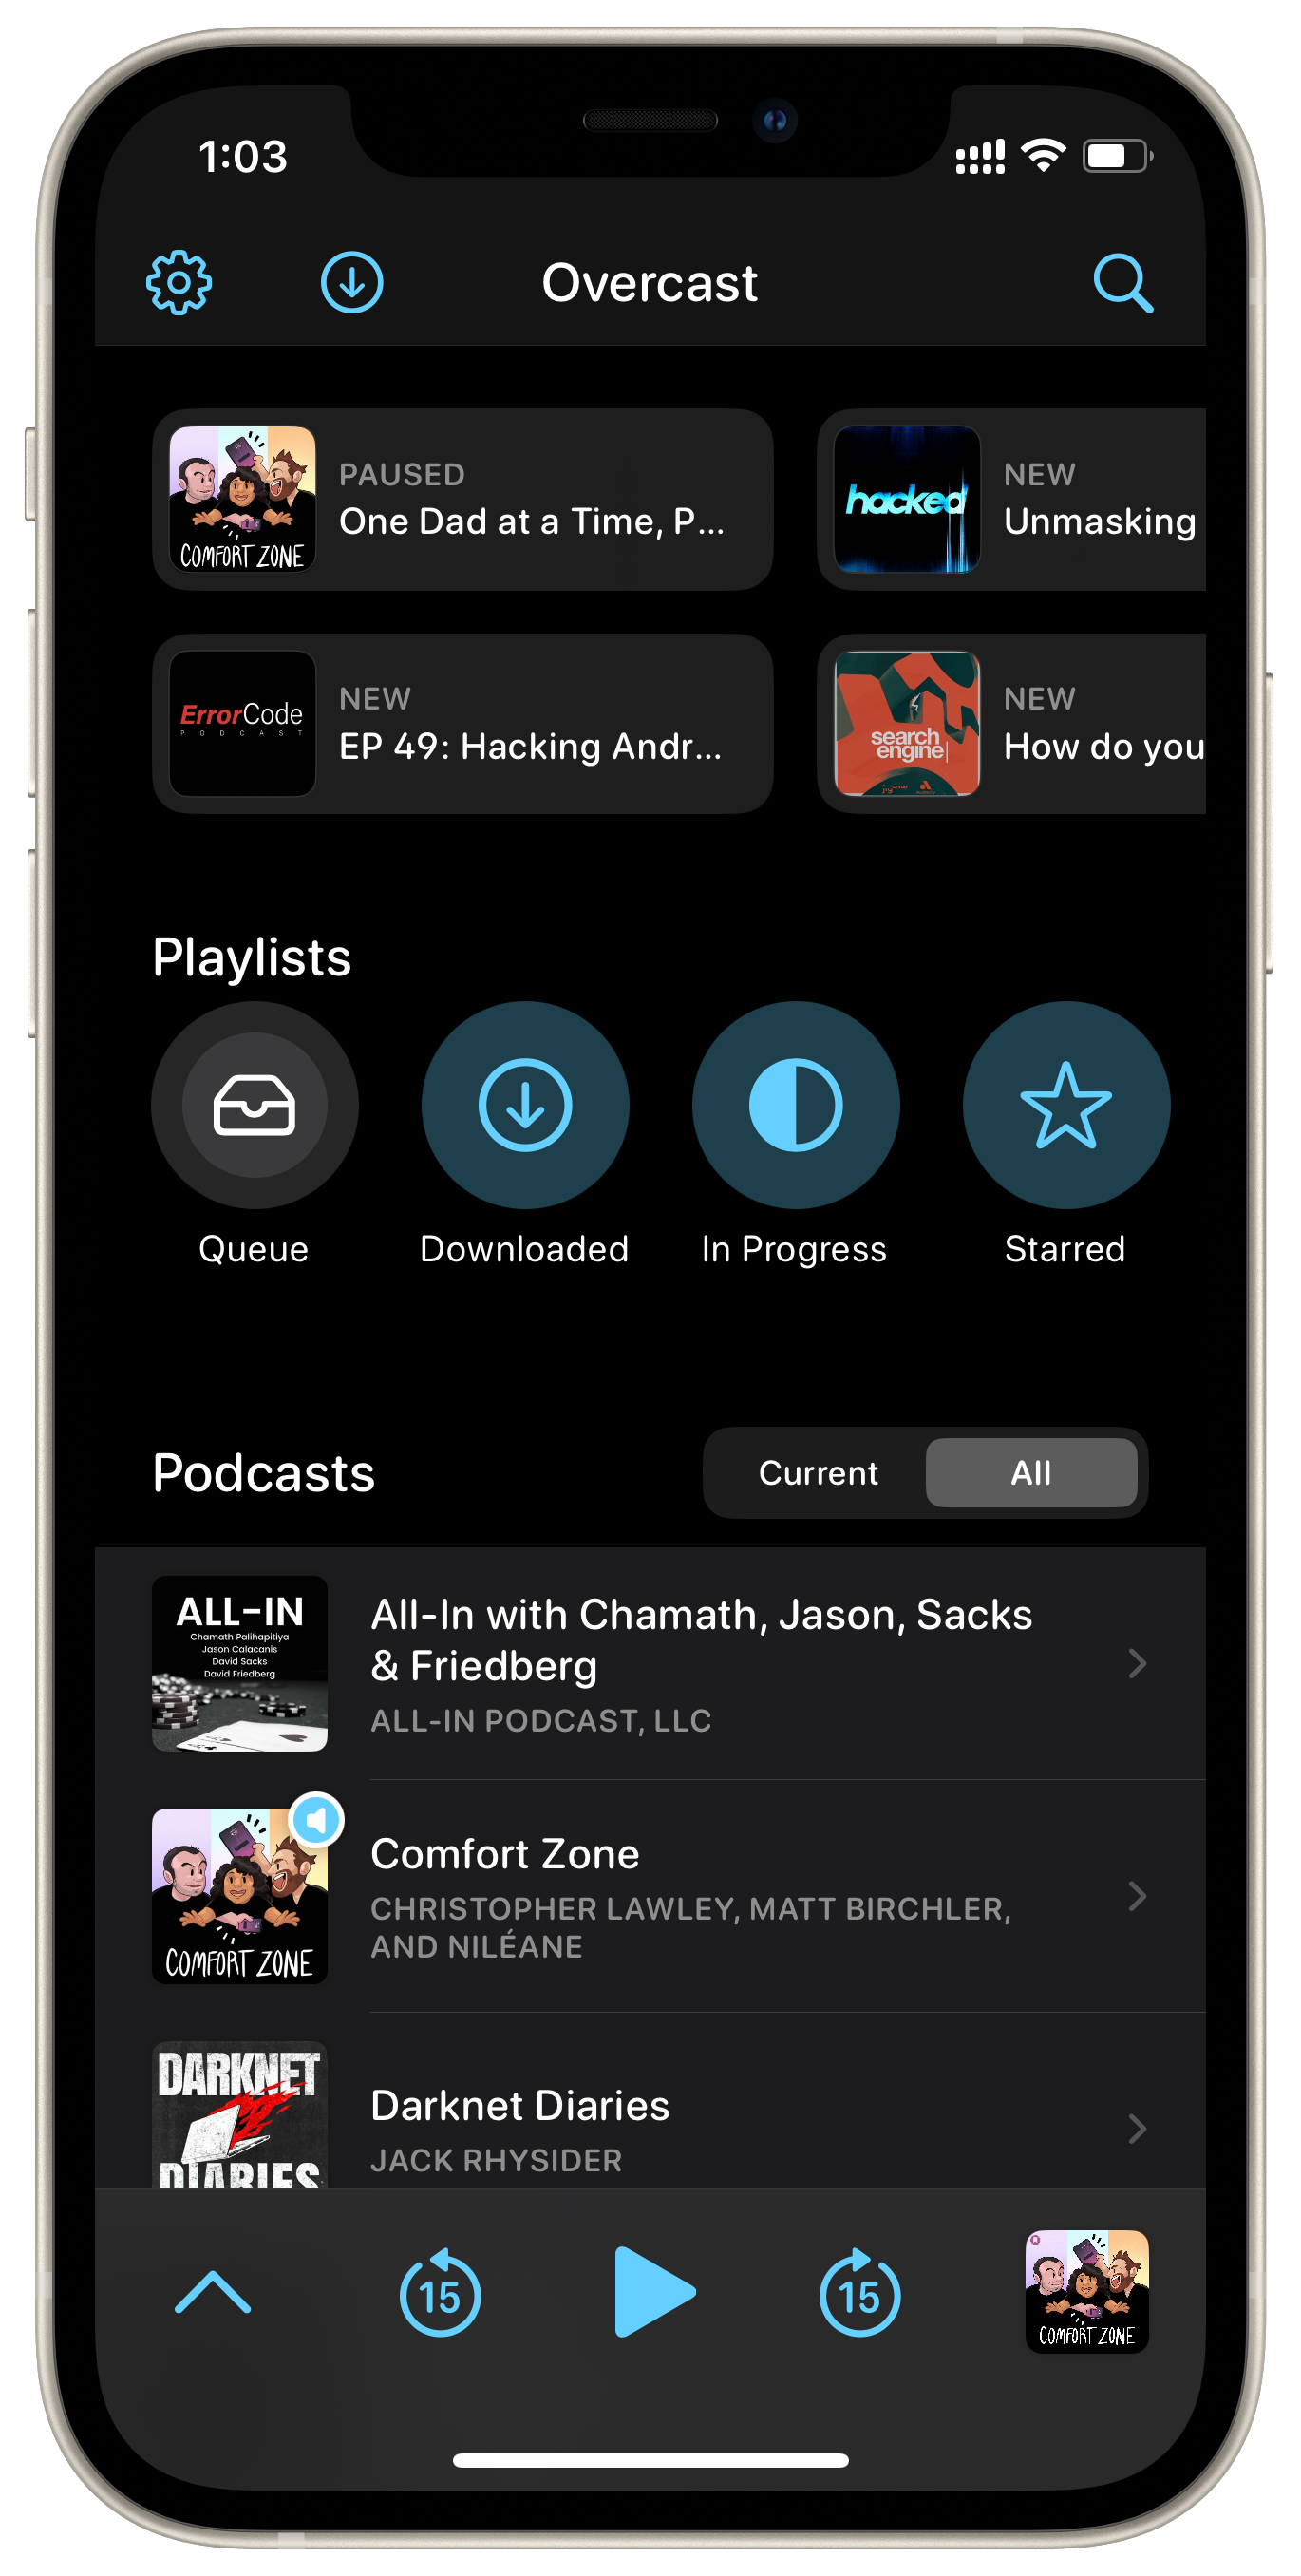 1:03
Overcast
COMFORT ZONE
PAUSED
One Dad at a Time, P...
hacked
NEW
Unmasking
ErrorCode
PODCAST
NEW
EP 49: Hacking Andr...
search
engine
NEW
How do you
Playlists
Queue
Downloaded
In Progress
Starred
Podcasts
Current
All
ALL-IN
Chamath Palihapitiya
Jason Calacanis
David Sacks
David Friedberg
All-In with Chamath, Jason, Sacks
& Friedberg
ALL-IN PODCAST, LLC
COMFORT ZONE
Comfort Zone
CHRISTOPHER LAWLEY, MATT BIRCHLER,
AND NILÉANE
DARKNET
DIARIES
Darknet Diaries
JACK RHYSIDER
15
15
COMFORT ZONE